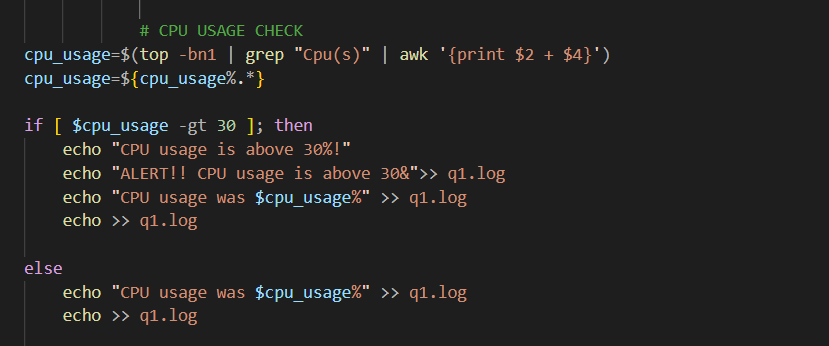 # CPU USAGE CHECK
cpu_usage=$(top -bn1 | grep "Cpu(s)" | awk '{print $2 + $4}')
cpu_usage=${cpu_usage%.*}
if [ $cpu_usage -gt 30 ]; then
echo "CPU usage is above 30%!"
echo "ALERT!! CPU usage is above 30&">> q1.log
echo "CPU usage was $cpu_usage%" >> q1.log
echo >> q1.log
else
echo "CPU usage was $cpu_usage%" >> q1.log
echo >> q1.log